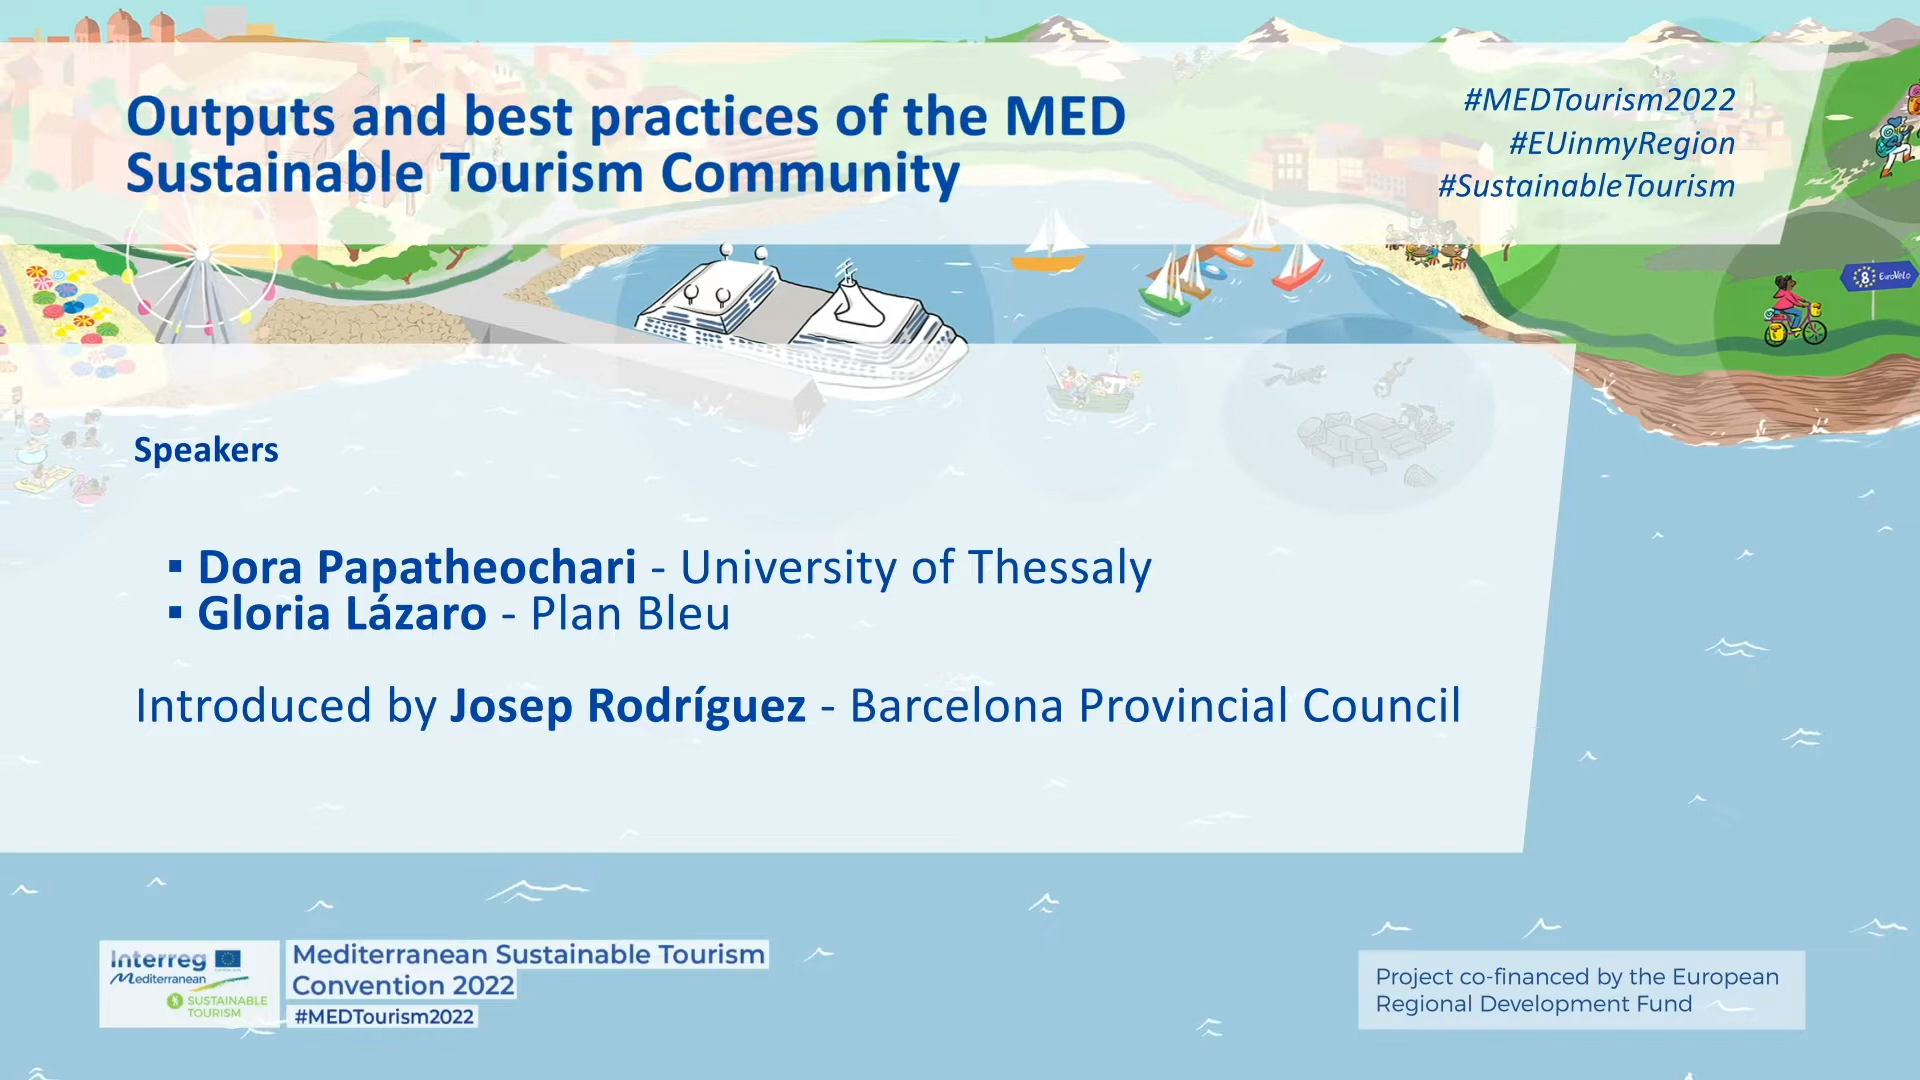 Outputs and best practices of the MED
Sustainable Tourism Community
#MEDTourism2022
#EUinmyRegion
#SustainableTourism
8 EuroVelo
Speakers
▪ Dora Papatheochari - University of Thessaly
▪ Gloria Lázaro - Plan Bleu
Introduced by Josep Rodríguez - Barcelona Provincial Council
Interreg
Mediterranean
SUSTAINABLE
TOURISM
Mediterranean Sustainable Tourism
Convention 2022
#MEDTourism2022
Project co-financed by the European
Regional Development Fund